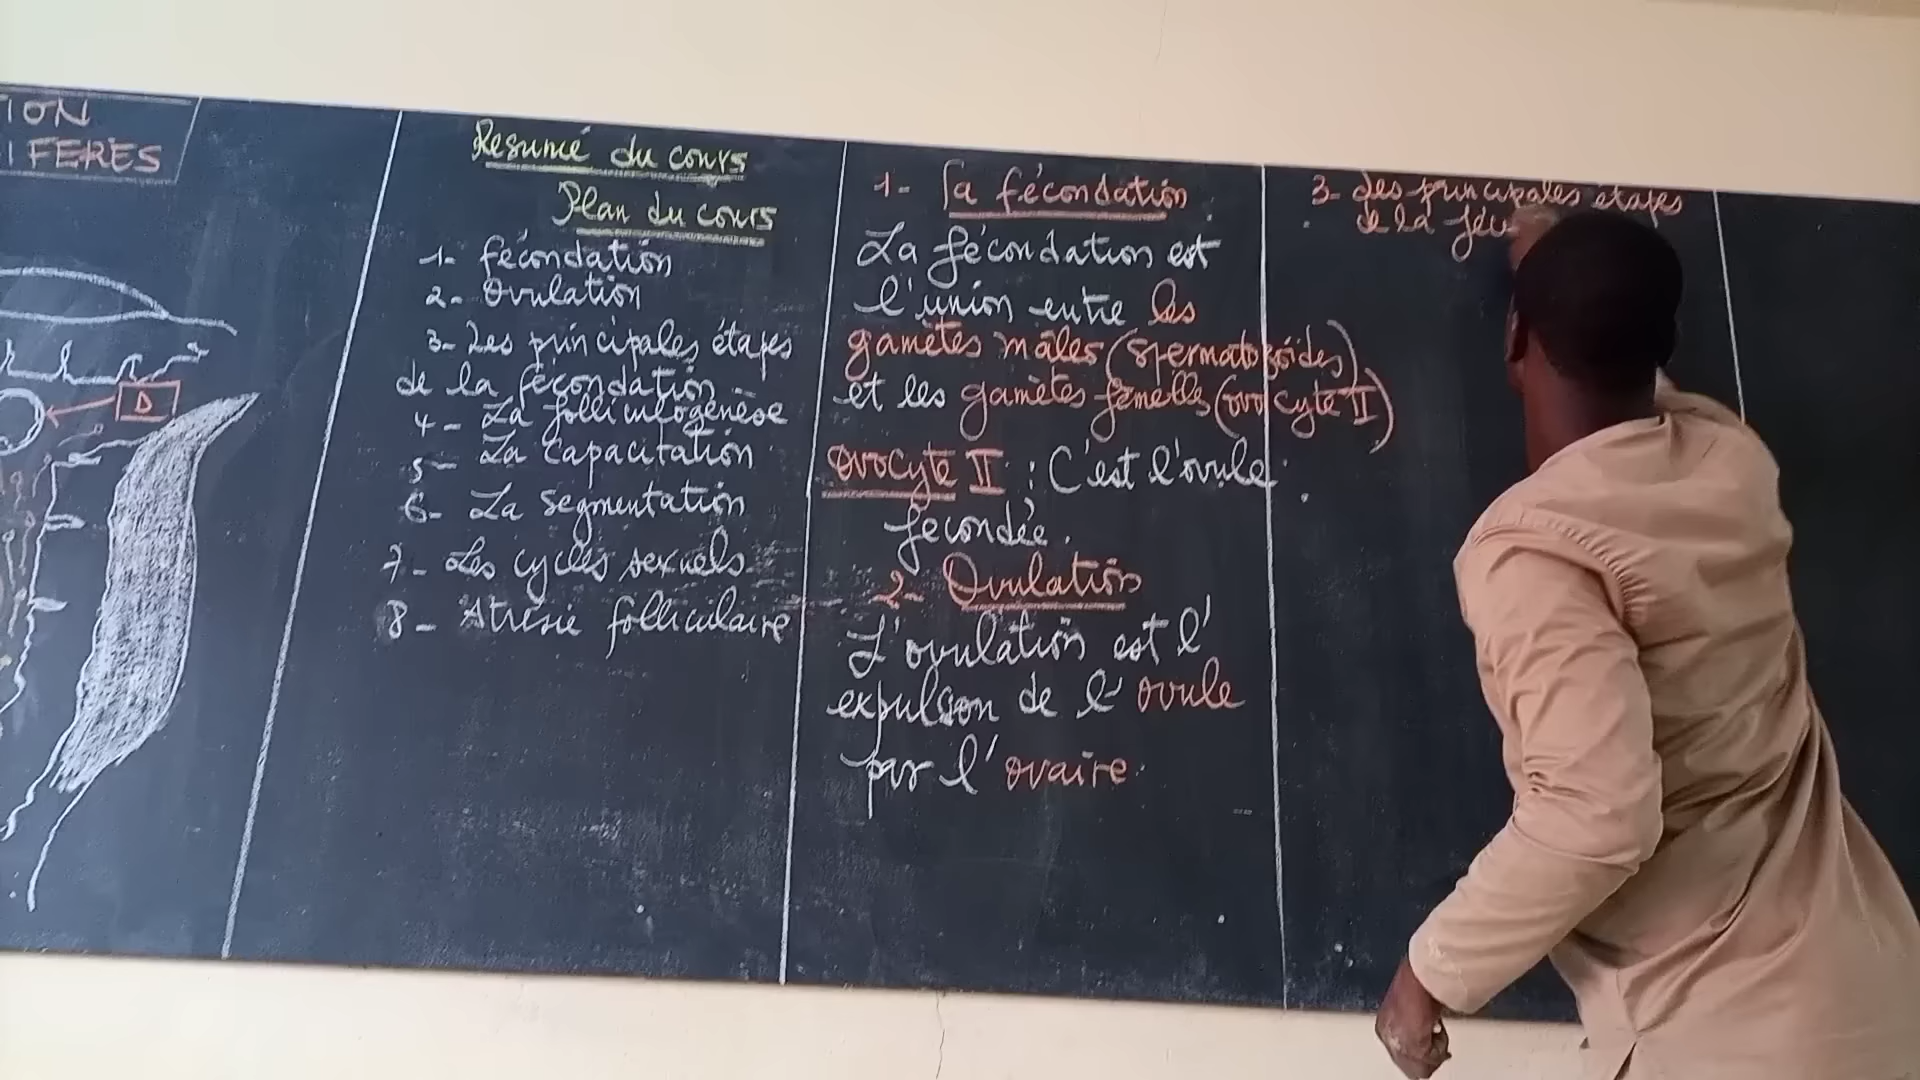 ION
IFERES
D
Resumé du cours
Plan du cours
1- fécondation
2- Ovulation
3- Les principales étapes
de la fécondation
4- La folliculogénèse
5- La capacitation
6- La segmentation
7- Les cycles sexuels
8- Atrésie folliculaire
1- La fécondation
La fécondation est
l'union entre les
gamètes mâles (spermatozoïdes)
et les gamètes femelles (ovocyte II)
ovocyte II : C'est l'ovule
fecondée.
2- Ovulation
L'ovulation est l'
expulsion de l'ovule
par l'ovaire.
3- Les principales étapes
de la féc